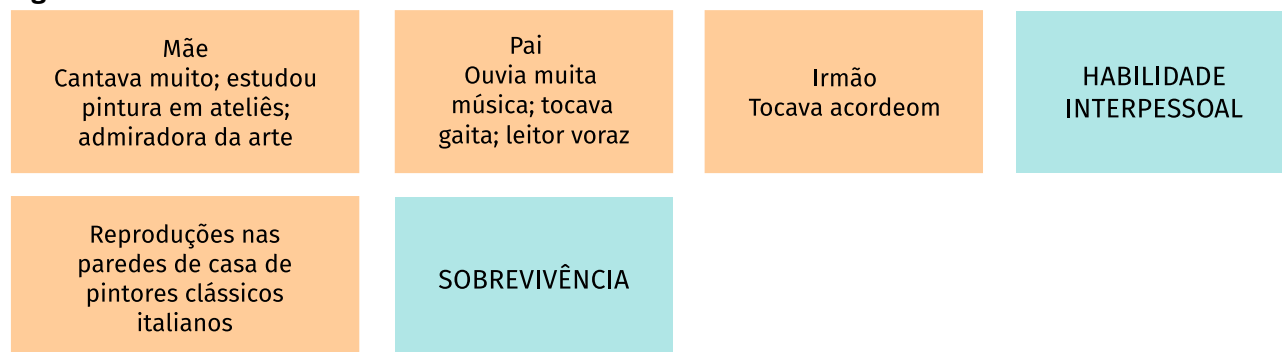 Mãe
Cantava muito; estudou
pintura em ateliês;
admiradora da arte
Pai
Ouvia muita
música; tocava
gaita; leitor voraz
Irmão
Tocava acordeom
HABILIDADE
INTERPESSOAL
Reproduções nas
paredes de casa de
pintores clássicos
italianos
SOBREVIVÊNCIA